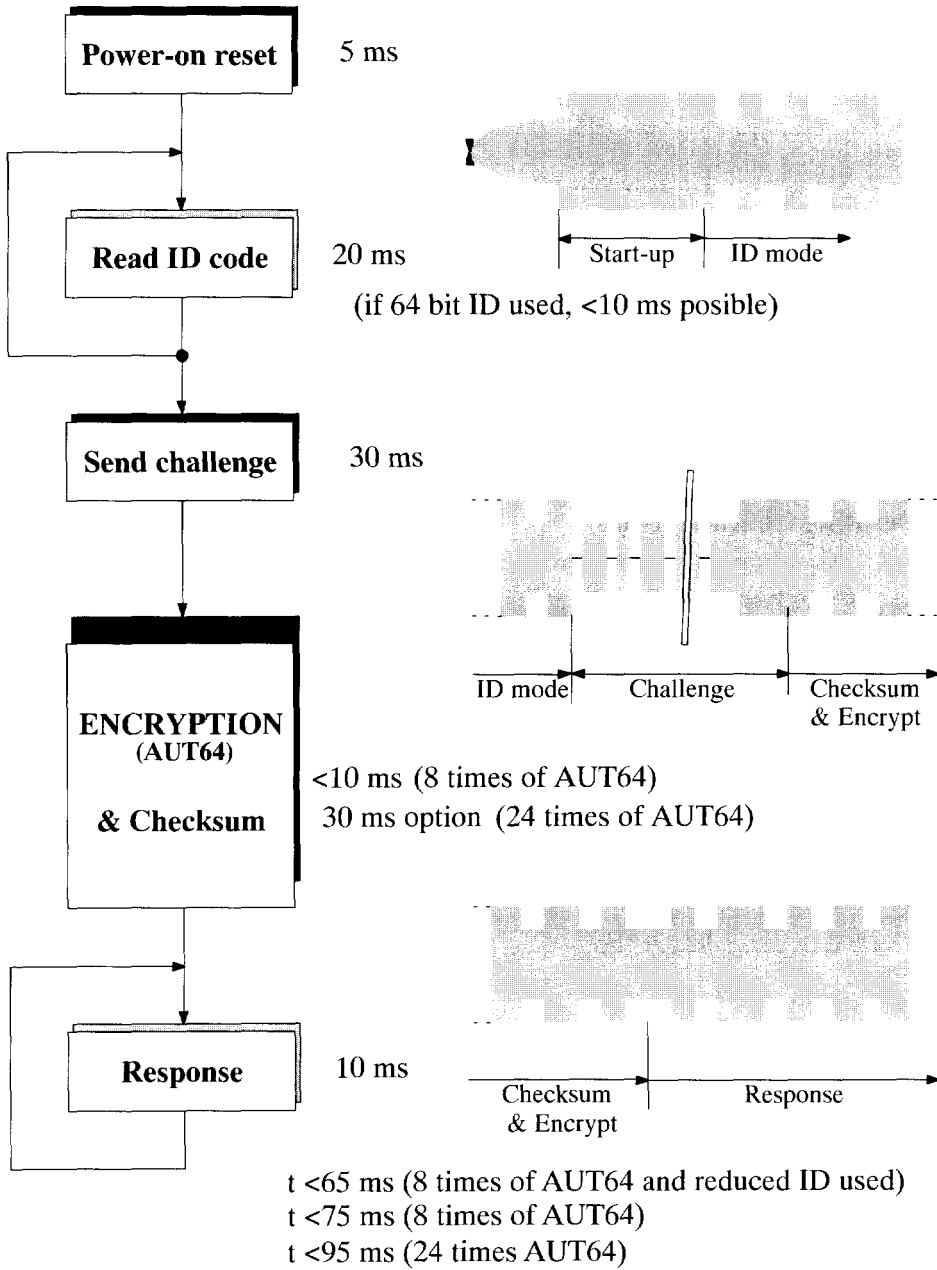 Power-on reset
5 ms
Start-up
ID mode
Read ID code
20 ms
(if 64 bit ID used, <10 ms posible)
Send challenge
30 ms
ID mode
Challenge
Checksum
& Encrypt
ENCRYPTION
(AUT64)
& Checksum
<10 ms (8 times of AUT64)
30 ms option (24 times of AUT64)
Response
10 ms
Checksum
& Encrypt
Response
t <65 ms (8 times of AUT64 and reduced ID used)
t <75 ms (8 times of AUT64)
t <95 ms (24 times AUT64)